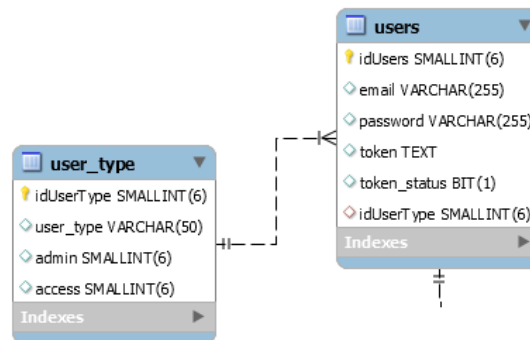 users
idUsers SMALLINT(6)
email VARCHAR(255)
password VARCHAR(255)
token TEXT
token_status BIT(1)
idUserType SMALLINT(6)
Indexes
user_type
idUserType SMALLINT(6)
user_type VARCHAR(50)
admin SMALLINT(6)
access SMALLINT(6)
Indexes